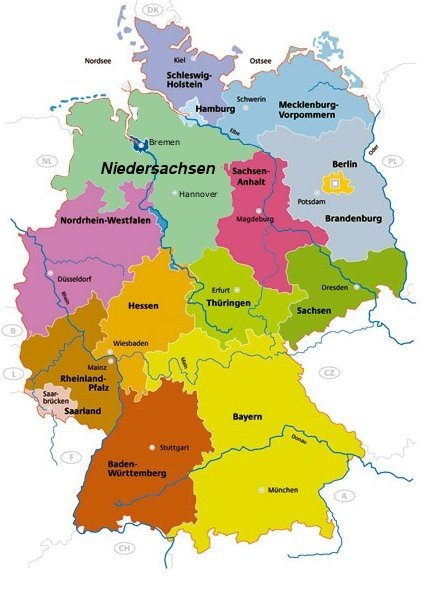 DK
Nordsee
Ostsee
Kiel
Schleswig-
Holstein
Hamburg
Schwerin
Mecklenburg-
Vorpommern
Elbe
Oder
Bremen
NL
Niedersachsen
Hannover
Sachsen-
Anhalt
Magdeburg
Berlin
Potsdam
Brandenburg
PL
Nordrhein-Westfalen
Düsseldorf
Rhein
Hessen
Erfurt
Thüringen
Dresden
Sachsen
B
Wiesbaden
Mainz
Main
L
Rheinland-
Pfalz
CZ
Saar-
brücken
Saarland
Bayern
F
Stuttgart
Donau
Baden-
Württemberg
München
A
CH